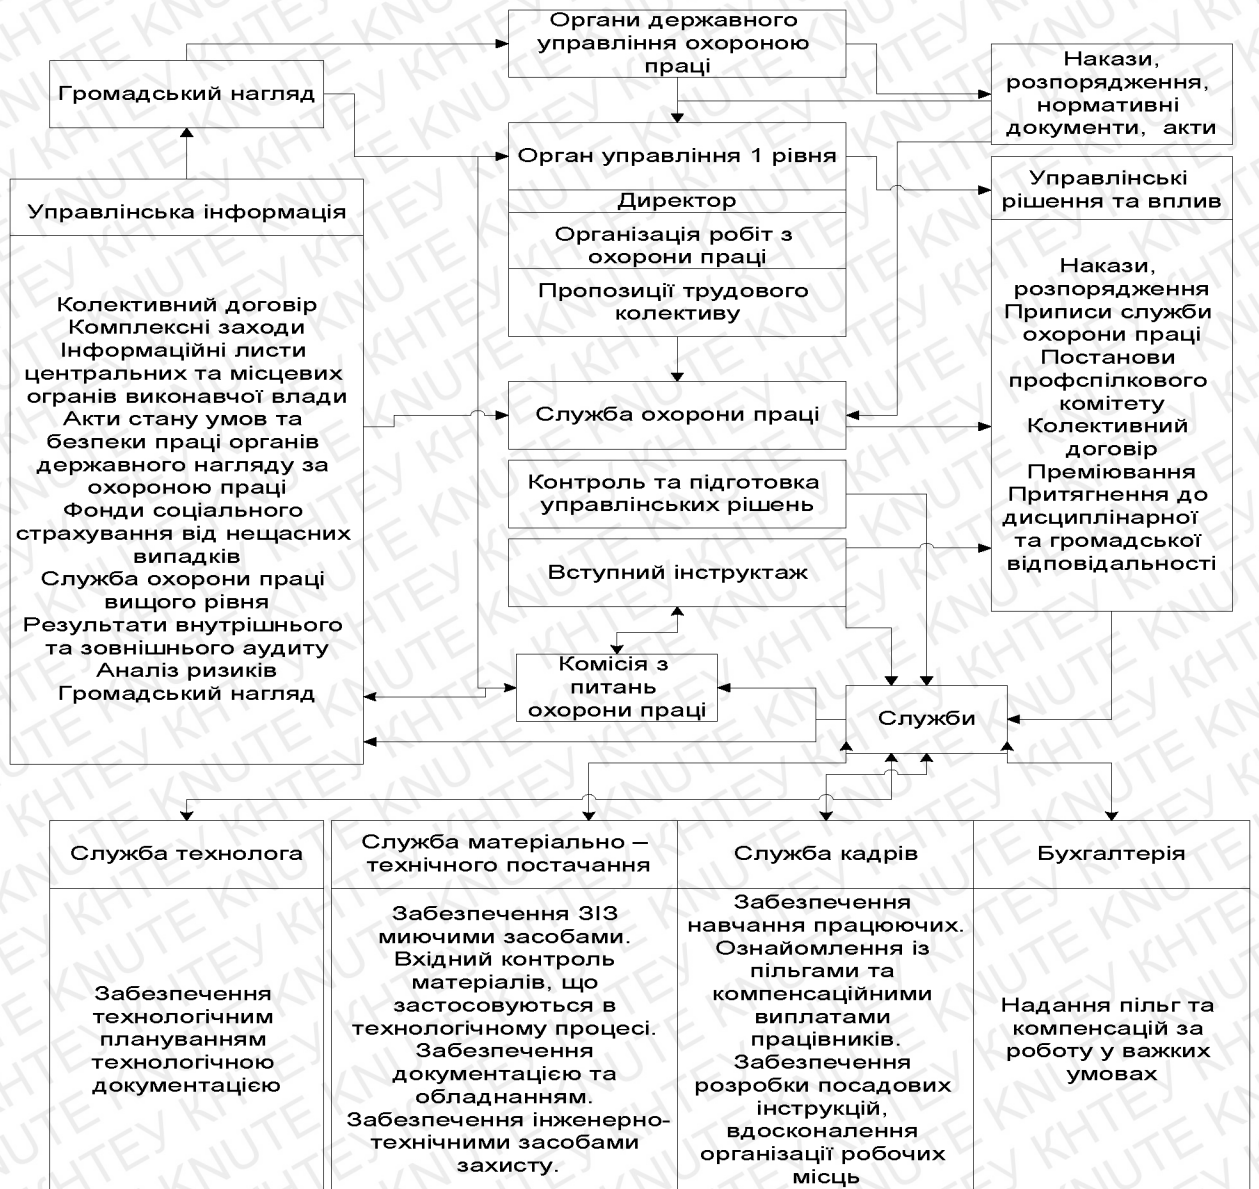 Органи державного
управління охороною
праці
Громадський нагляд
Накази,
розпорядження,
нормативні
документи, акти
Орган управління 1 рівня
Директор
Організація робіт з
охорони праці
Пропозиції трудового
колективу
Управлінські
рішення та вплив
Накази,
розпорядження
Приписи служби
охорони праці
Постанови
профспілкового
комітету
Колективний
договір
Преміювання
Притягнення до
дисциплінарної
та громадської
відповідальності
Управлінська інформація
Колективний договір
Комплексні заходи
Інформаційні листи
центральних та місцевих
огранів виконавчої влади
Акти стану умов та
безпеки праці органів
державного нагляду за
охороною праці
Фонди соціального
страхування від нещасних
випадків
Служба охорони праці
вищого рівня
Результати внутрішнього
та зовнішнього аудиту
Аналіз ризиків
Громадський нагляд
Служба охорони праці
Контроль та підготовка
управлінських рішень
Вступний інструктаж
Комісія з
питань
охорони праці
Служби
Служба технолога
Забезпечення
технологічним
плануванням
технологічною
документацією
Служба матеріально –
технічного постачання
Забезпечення ЗІЗ
миючими засобами.
Вхідний контроль
матеріалів, що
застосовуються в
технологічному процесі.
Забезпечення
документацією та
обладнанням.
Забезпечення інженерно-
технічними засобами
захисту.
Служба кадрів
Забезпечення
навчання працюючих.
Ознайомлення із
пільгами та
компенсаційними
виплатами
працівників.
Забезпечення
розробки посадових
інструкцій,
вдосконалення
організації робочих
місць
Бухгалтерія
Надання пільг та
компенсацій за
роботу у важких
умовах
KNUTE КНТЕУ